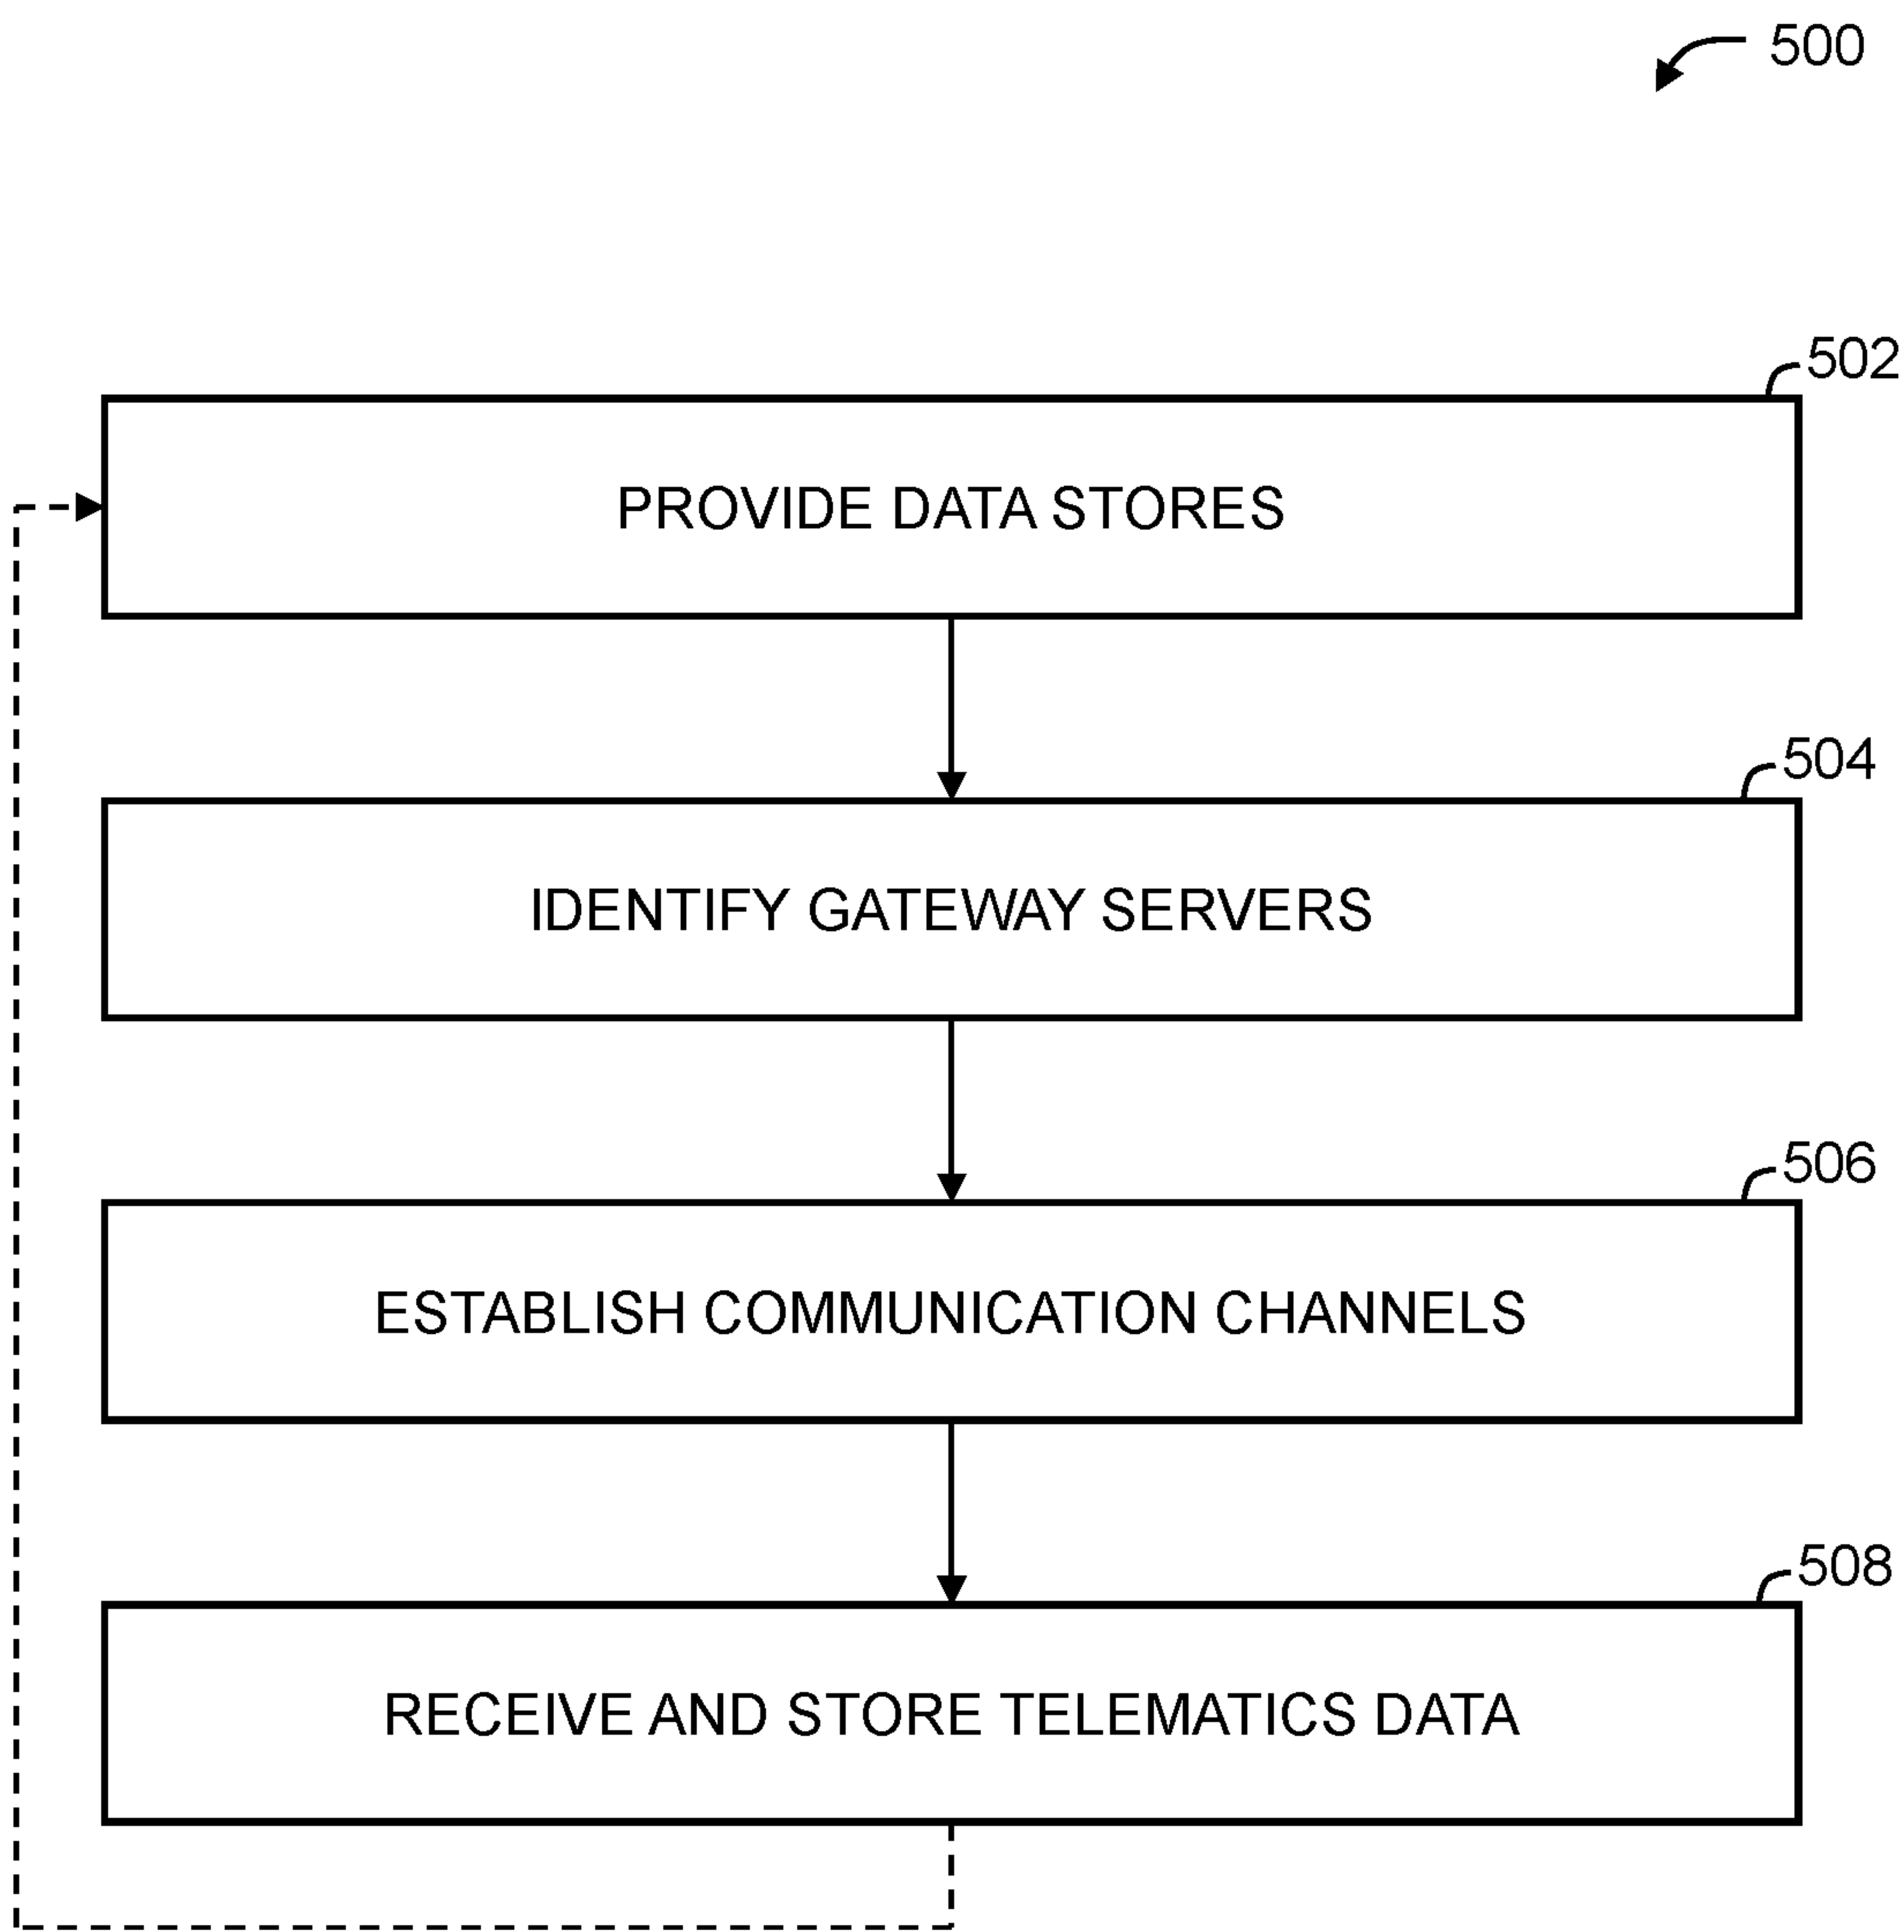 500
502
PROVIDE DATA STORES
504
IDENTIFY GATEWAY SERVERS
506
ESTABLISH COMMUNICATION CHANNELS
508
RECEIVE AND STORE TELEMATICS DATA